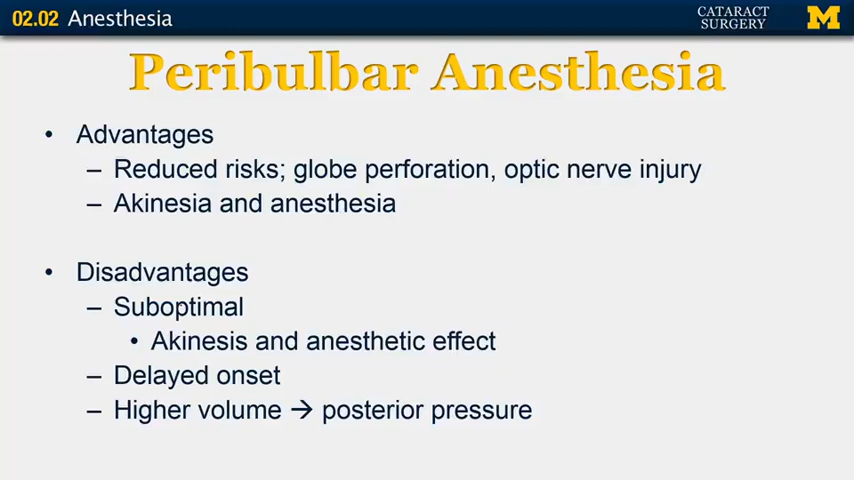 02.02 Anesthesia
CATARACT
SURGERY
M
Peribulbar Anesthesia
• Advantages
– Reduced risks; globe perforation, optic nerve injury
– Akinesia and anesthesia
• Disadvantages
– Suboptimal
• Akinesis and anesthetic effect
– Delayed onset
– Higher volume → posterior pressure